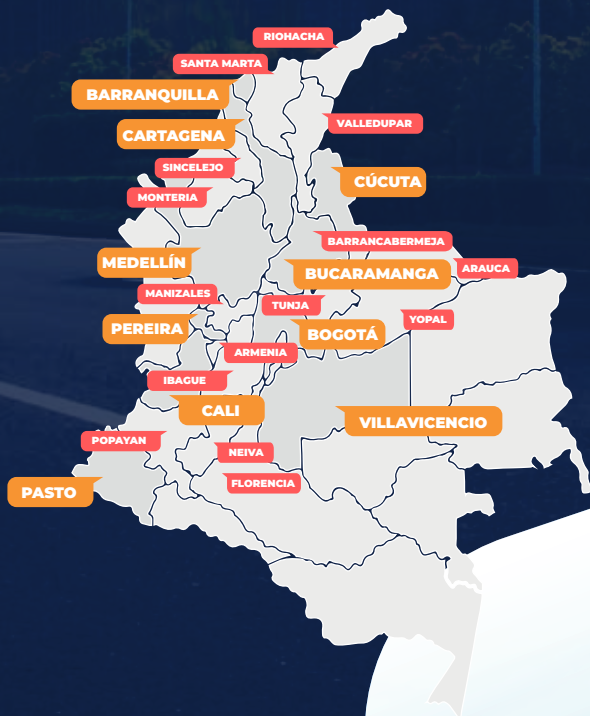 RIOHACHA
SANTA MARTA
BARRANQUILLA
VALLEDUPAR
CARTAGENA
SINCELEJO
CÚCUTA
MONTERIA
BARRANCABERMEJA
MEDELLÍN
ARAUCA
BUCARAMANGA
MANIZALES
TUNJA
YOPAL
PEREIRA
BOGOTÁ
ARMENIA
IBAGUE
CALI
VILLAVICENCIO
POPAYAN
NEIVA
FLORENCIA
PASTO